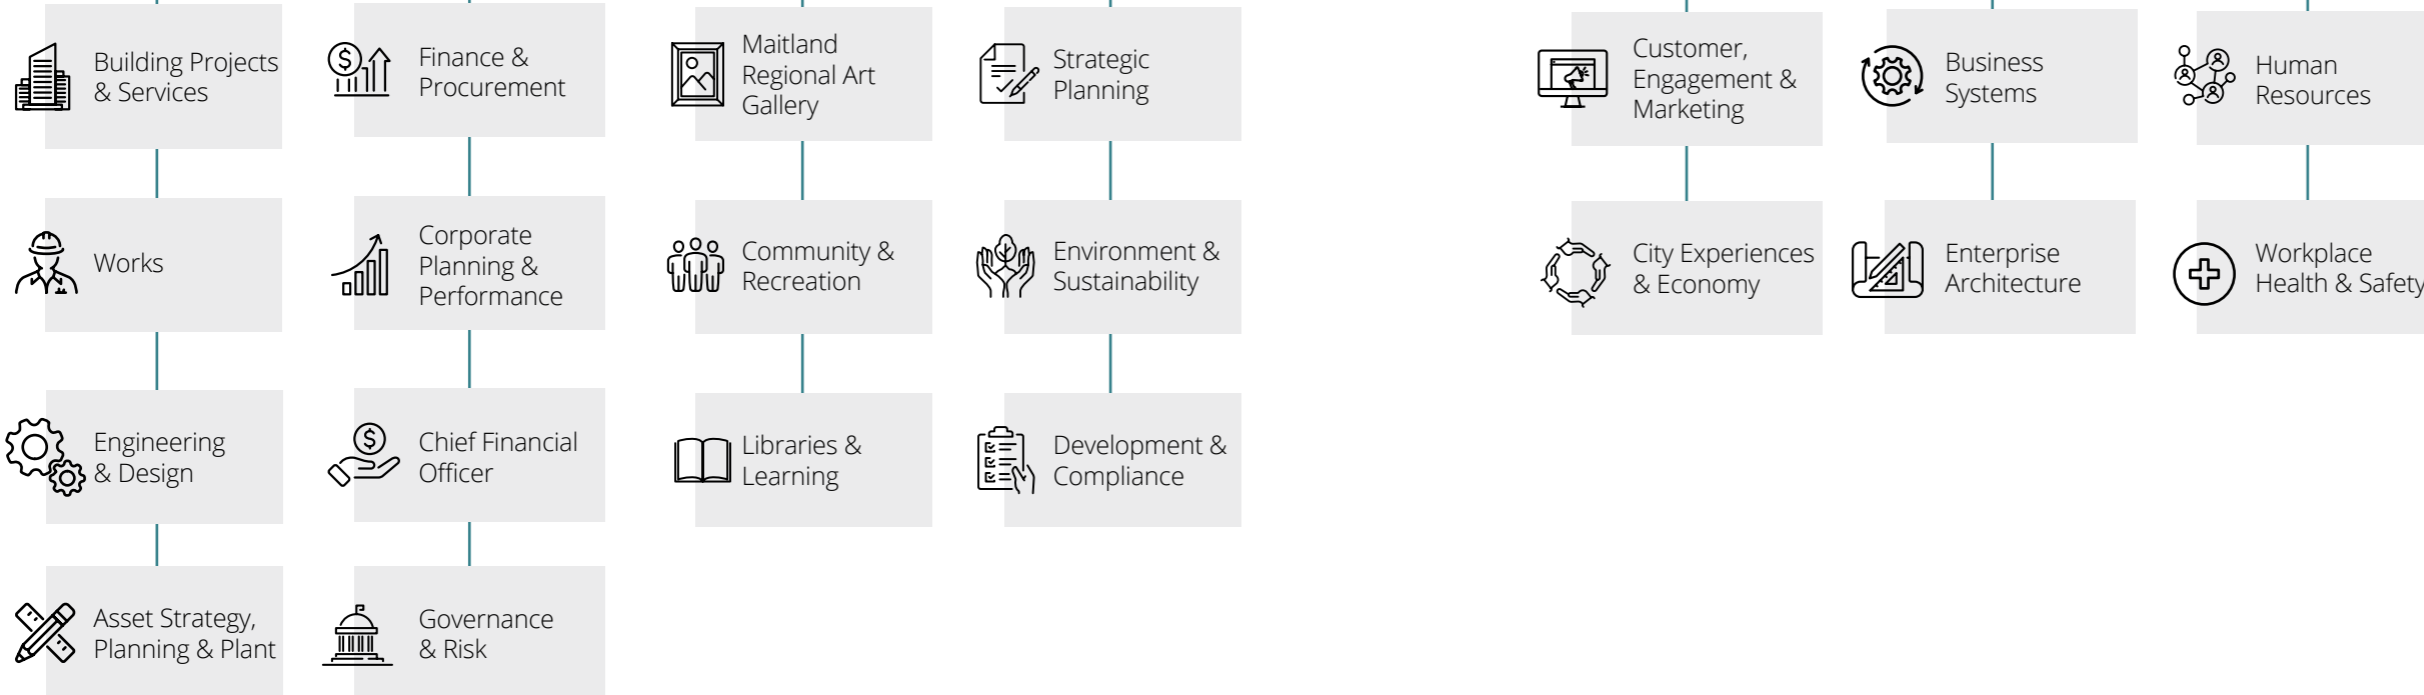 Building Projects
& Services
Works
Engineering
& Design
Asset Strategy,
Planning & Plant
Finance &
Procurement
Corporate
Planning &
Performance
Chief Financial
Officer
Governance
& Risk
Maitland
Regional Art
Gallery
Community &
Recreation
Libraries &
Learning
Strategic
Planning
Environment &
Sustainability
Development &
Compliance
Customer,
Engagement &
Marketing
City Experiences
& Economy
Business
Systems
Enterprise
Architecture
Human
Resources
Workplace
Health & Safety